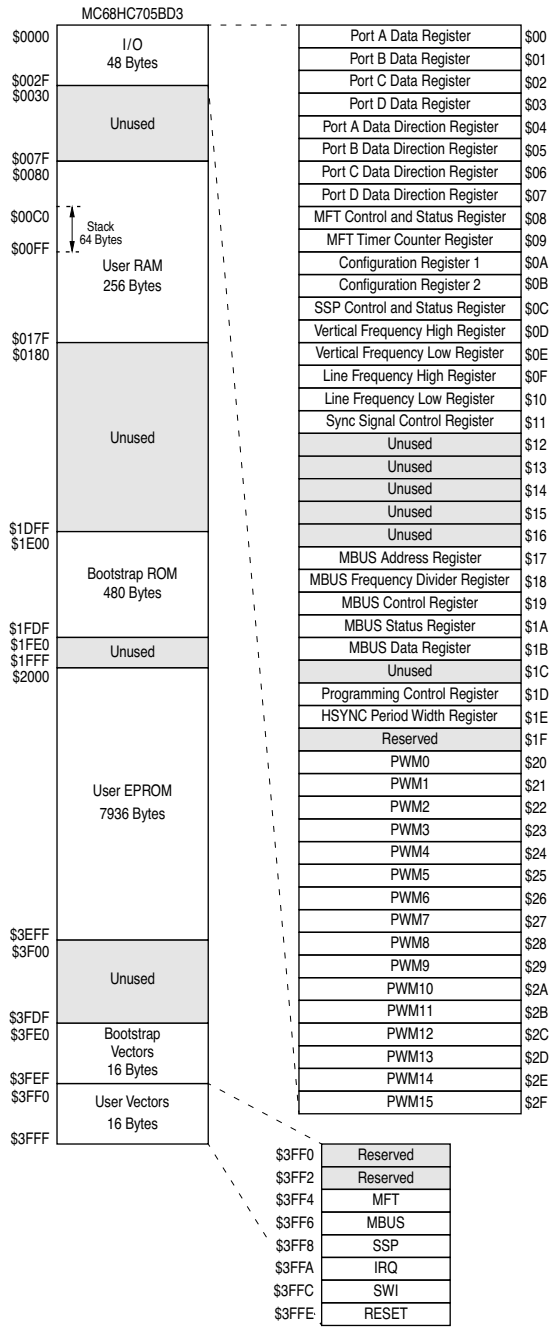 MC68HC705BD3
$0000
I/O
48 Bytes
$002F
$0030
Unused
$007F
$0080
$00C0
Stack
64 Bytes
$00FF
User RAM
256 Bytes
$017F
$0180
Unused
$1DFF
$1E00
Bootstrap ROM
480 Bytes
$1FDF
$1FE0
Unused
$1FFF
$2000
User EPROM
7936 Bytes
$3EFF
$3F00
Unused
$3FDF
$3FE0
Bootstrap
Vectors
16 Bytes
$3FEF
$3FF0
User Vectors
16 Bytes
$3FFF
Port A Data Register $00
Port B Data Register $01
Port C Data Register $02
Port D Data Register $03
Port A Data Direction Register $04
Port B Data Direction Register $05
Port C Data Direction Register $06
Port D Data Direction Register $07
MFT Control and Status Register $08
MFT Timer Counter Register $09
Configuration Register 1 $0A
Configuration Register 2 $0B
SSP Control and Status Register $0C
Vertical Frequency High Register $0D
Vertical Frequency Low Register $0E
Line Frequency High Register $0F
Line Frequency Low Register $10
Sync Signal Control Register $11
Unused $12
Unused $13
Unused $14
Unused $15
Unused $16
MBUS Address Register $17
MBUS Frequency Divider Register $18
MBUS Control Register $19
MBUS Status Register $1A
MBUS Data Register $1B
Unused $1C
Programming Control Register $1D
HSYNC Period Width Register $1E
Reserved $1F
PWM0 $20
PWM1 $21
PWM2 $22
PWM3 $23
PWM4 $24
PWM5 $25
PWM6 $26
PWM7 $27
PWM8 $28
PWM9 $29
PWM10 $2A
PWM11 $2B
PWM12 $2C
PWM13 $2D
PWM14 $2E
PWM15 $2F
$3FF0 Reserved
$3FF2 Reserved
$3FF4 MFT
$3FF6 MBUS
$3FF8 SSP
$3FFA IRQ
$3FFC SWI
$3FFE RESET